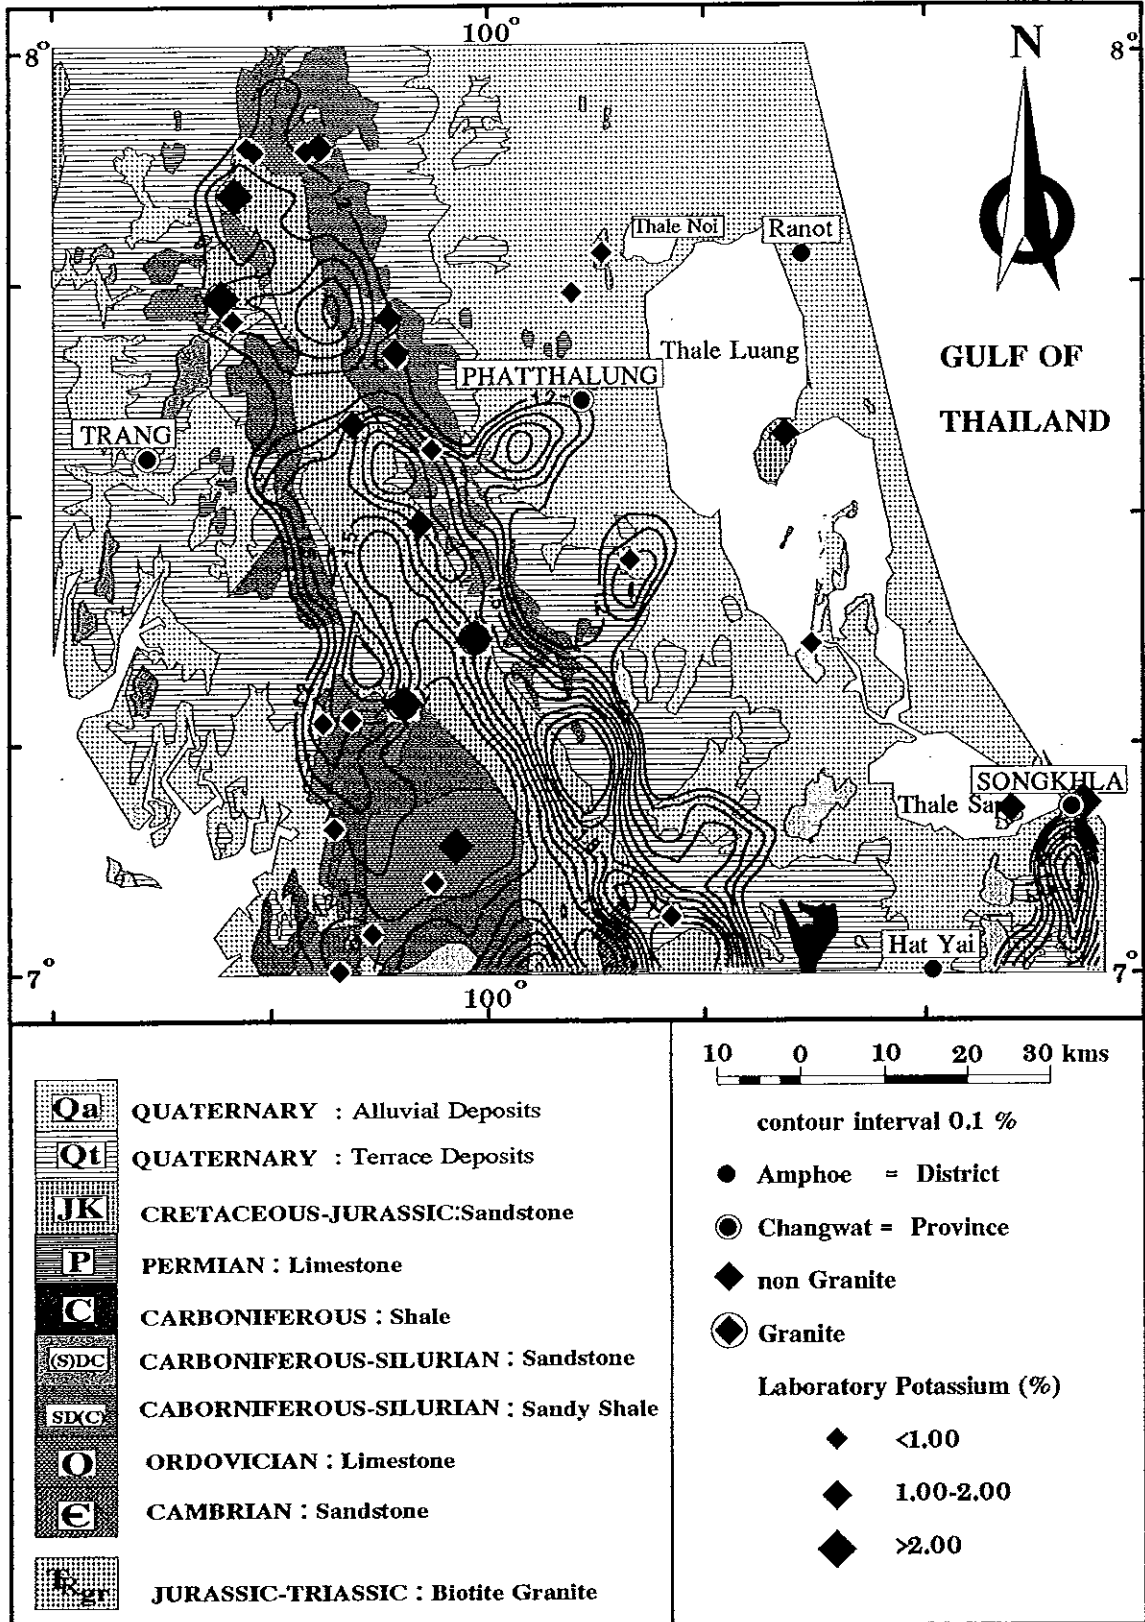 100°
8°
8°
N
Thale Noi
Ranot
Thale Luang
GULF OF
PHATTHALUNG
THAILAND
TRANG
SONGKHLA
Hat Yai
7°
7°
100°
10 0 10 20 30 kms
Qa QUATERNARY : Alluvial Deposits
contour interval 0.1 %
Qt QUATERNARY : Terrace Deposits
Amphoe = District
JK CRETACEOUS-JURASSIC:Sandstone
Changwat = Province
P PERMIAN : Limestone
non Granite
C CARBONIFEROUS : Shale
Granite
(S)DC CARBONIFEROUS-SILURIAN : Sandstone
Laboratory Potassium (%)
SD(C) CABORNIFEROUS-SILURIAN : Sandy Shale
<1.00
O ORDOVICIAN : Limestone
1.00-2.00
Є CAMBRIAN : Sandstone
>2.00
JURASSIC-TRIASSIC : Biotite Granite